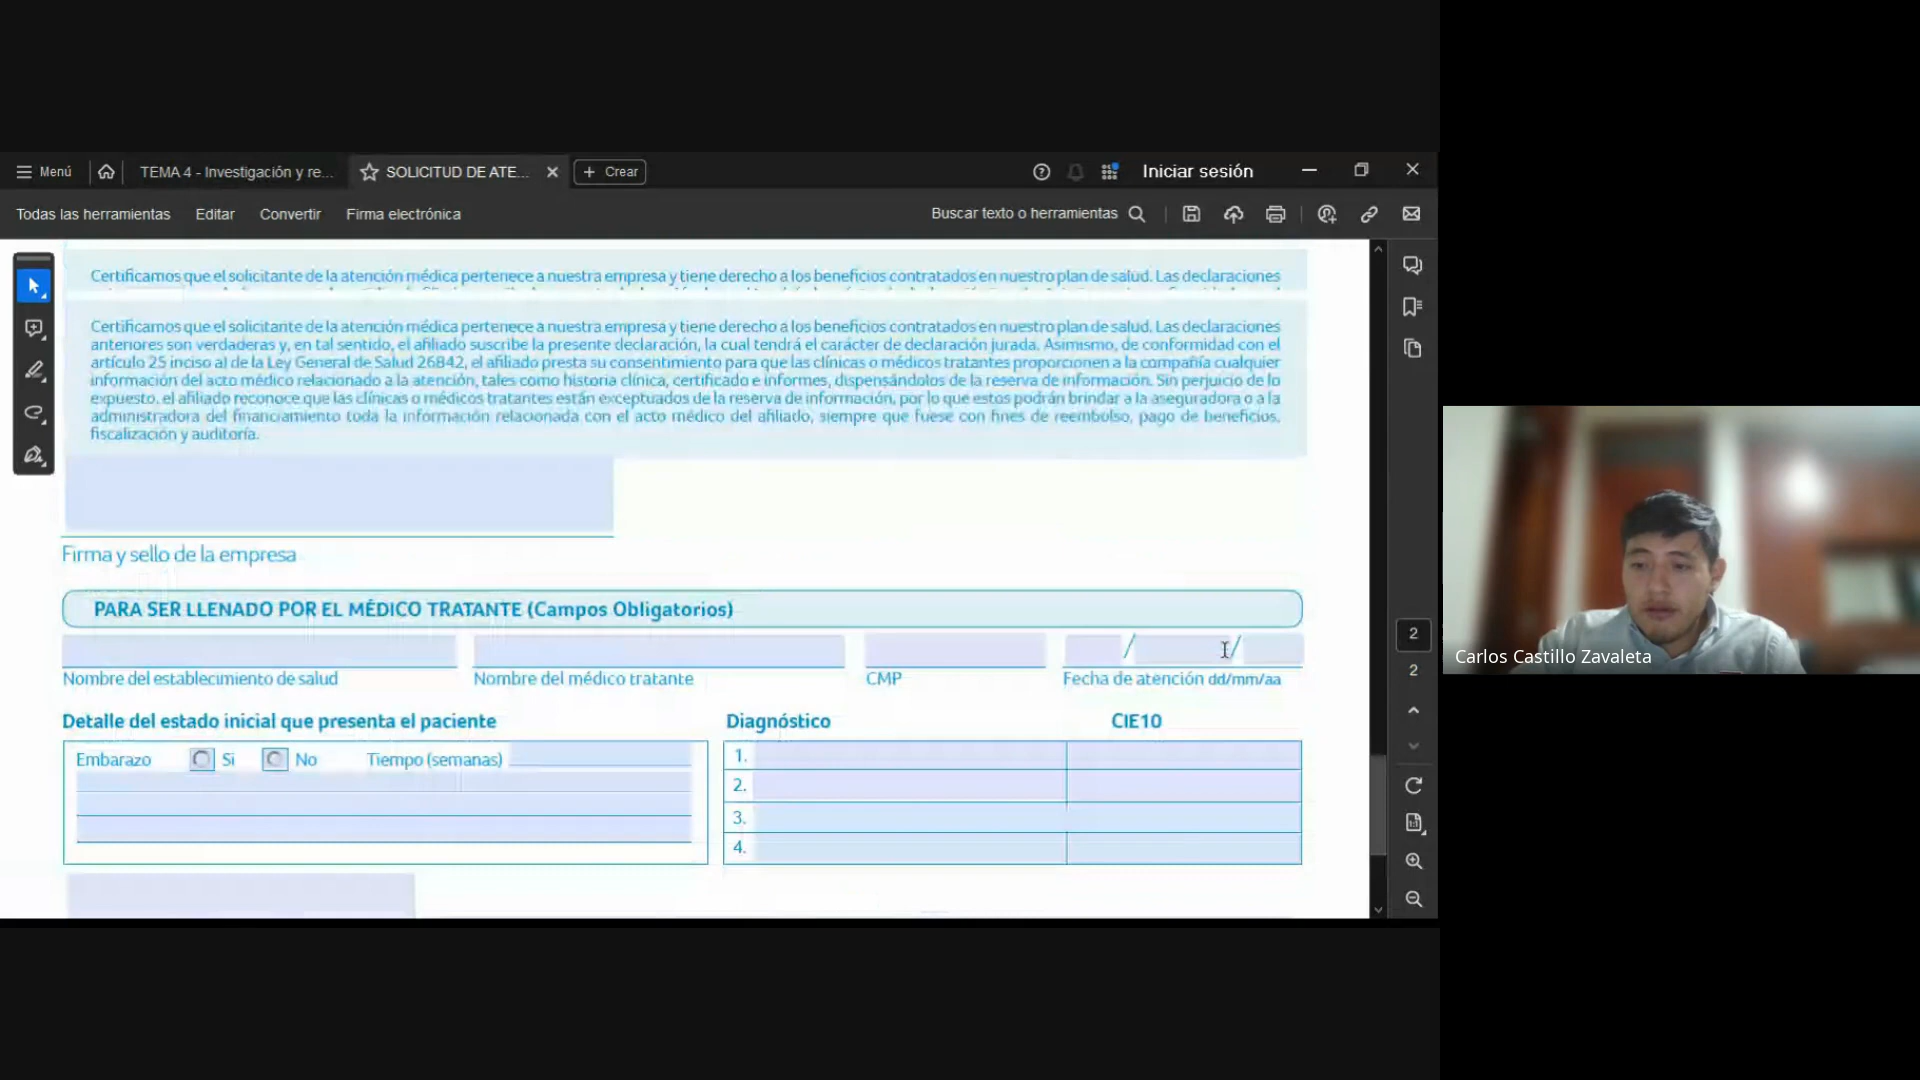 Menú
TEMA 4 - Investigación y re...
SOLICITUD DE ATE...
Crear
Iniciar sesión
Todas las herramientas
Editar
Convertir
Firma electrónica
Buscar texto o herramientas
Certificamos que el solicitante de la atención médica pertenece a nuestra empresa y tiene derecho a los beneficios contratados en nuestro plan de salud. Las declaraciones
Certificamos que el solicitante de la atención médica pertenece a nuestra empresa y tiene derecho a los beneficios contratados en nuestro plan de salud. Las declaraciones
anteriores son verdaderas y, en tal sentido, el afiliado suscribe la presente declaración, la cual tendrá el carácter de declaración jurada. Asimismo, de conformidad con el
artículo 25 inciso a) de la Ley General de Salud 26842, el afiliado presta su consentimiento para que las clínicas o médicos tratantes proporcionen a la compañía cualquier
información del acto médico relacionado a la atención, tales como historia clínica, certificado e informes, dispensándolos de la reserva de información. Sin perjuicio de lo
expuesto, el afiliado reconoce que las clínicas o médicos tratantes están exceptuados de la reserva de información, por lo que estos podrán brindar a la aseguradora o a la
administradora del financiamiento toda la información relacionada con el acto médico del afiliado, siempre que fuese con fines de reembolso, pago de beneficios,
fiscalización y auditoría.
Firma y sello de la empresa
PARA SER LLENADO POR EL MÉDICO TRATANTE (Campos Obligatorios)
/ /
Nombre del establecimiento de salud
Nombre del médico tratante
CMP
Fecha de atención dd/mm/aa
Detalle del estado inicial que presenta el paciente
Embarazo Si No Tiempo (semanas)
Diagnóstico CIE10
1.
2.
3.
4.
2
2
Carlos Castillo Zavaleta